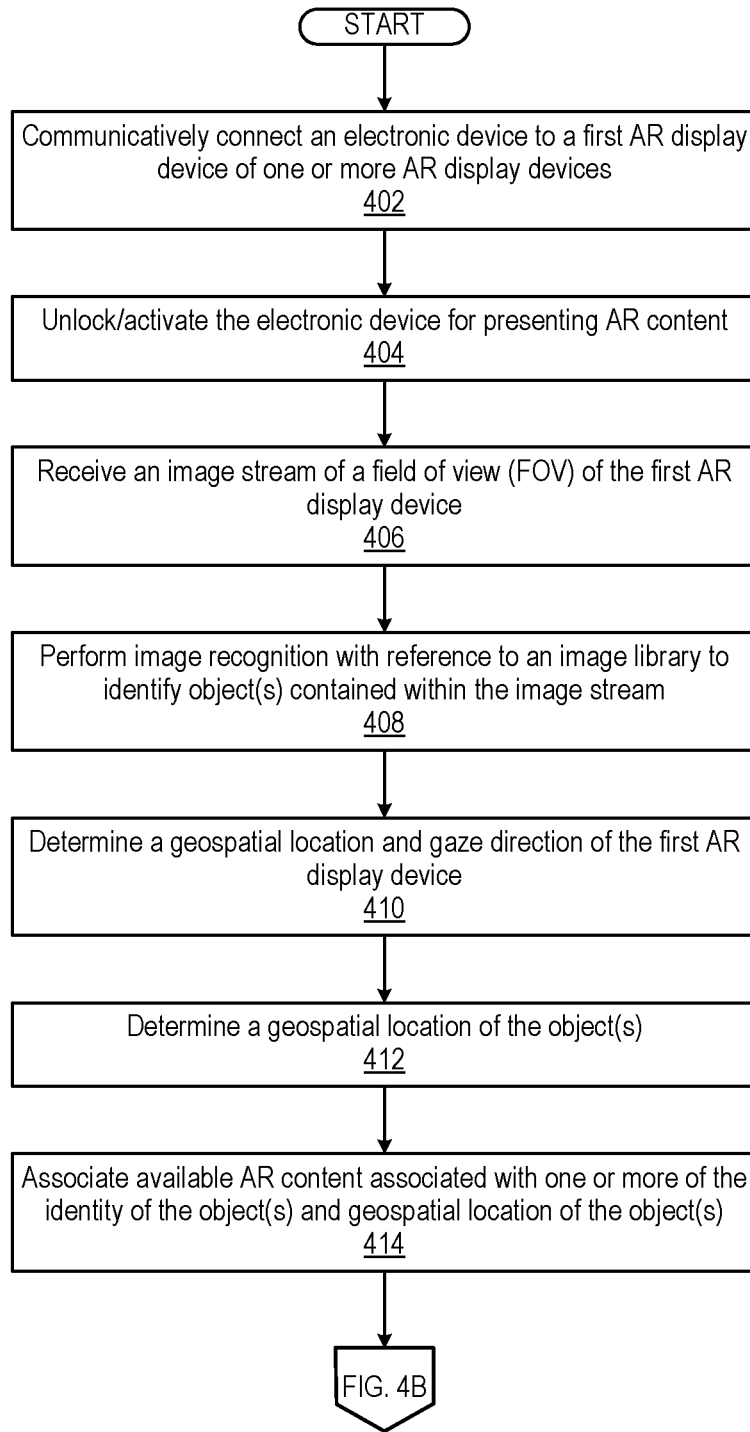 START
Communicatively connect an electronic device to a first AR display
device of one or more AR display devices
402
Unlock/activate the electronic device for presenting AR content
404
Receive an image stream of a field of view (FOV) of the first AR
display device
406
Perform image recognition with reference to an image library to
identify object(s) contained within the image stream
408
Determine a geospatial location and gaze direction of the first AR
display device
410
Determine a geospatial location of the object(s)
412
Associate available AR content associated with one or more of the
identity of the object(s) and geospatial location of the object(s)
414
FIG. 4B